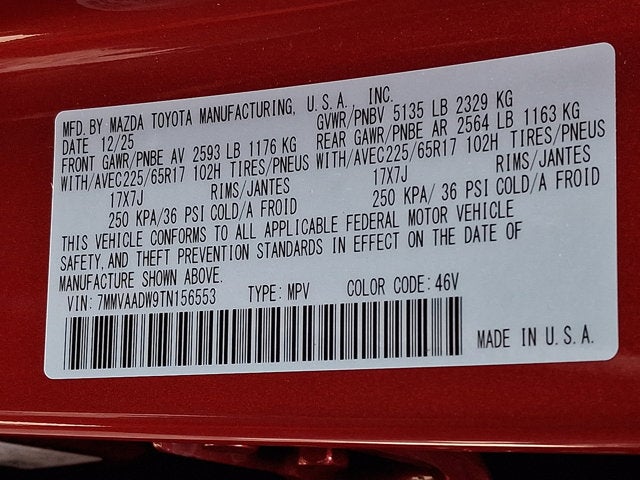 MFD. BY MAZDA TOYOTA MANUFACTURING, U.S.A. INC.
DATE 12/25 GVWR/PNBV 5135 LB 2329 KG
FRONT GAWR/PNBE AV 2593 LB 1176 KG REAR GAWR/PNBE AR 2564 LB 1163 KG
WITH/AVEC225/65R17 102H TIRES/PNEUS WITH/AVEC225/65R17 102H TIRES/PNEUS
17X7J RIMS/JANTES 17X7J RIMS/JANTES
250 KPA/36 PSI COLD/A FROID 250 KPA/ 36 PSI COLD/A FROID
THIS VEHICLE CONFORMS TO ALL APPLICABLE FEDERAL MOTOR VEHICLE
SAFETY, AND THEFT PREVENTION STANDARDS IN EFFECT ON THE DATE OF
MANUFACTURE SHOWN ABOVE.
VIN: 7MMVAADW9TN156553 TYPE: MPV COLOR CODE: 46V
MADE IN U.S.A.